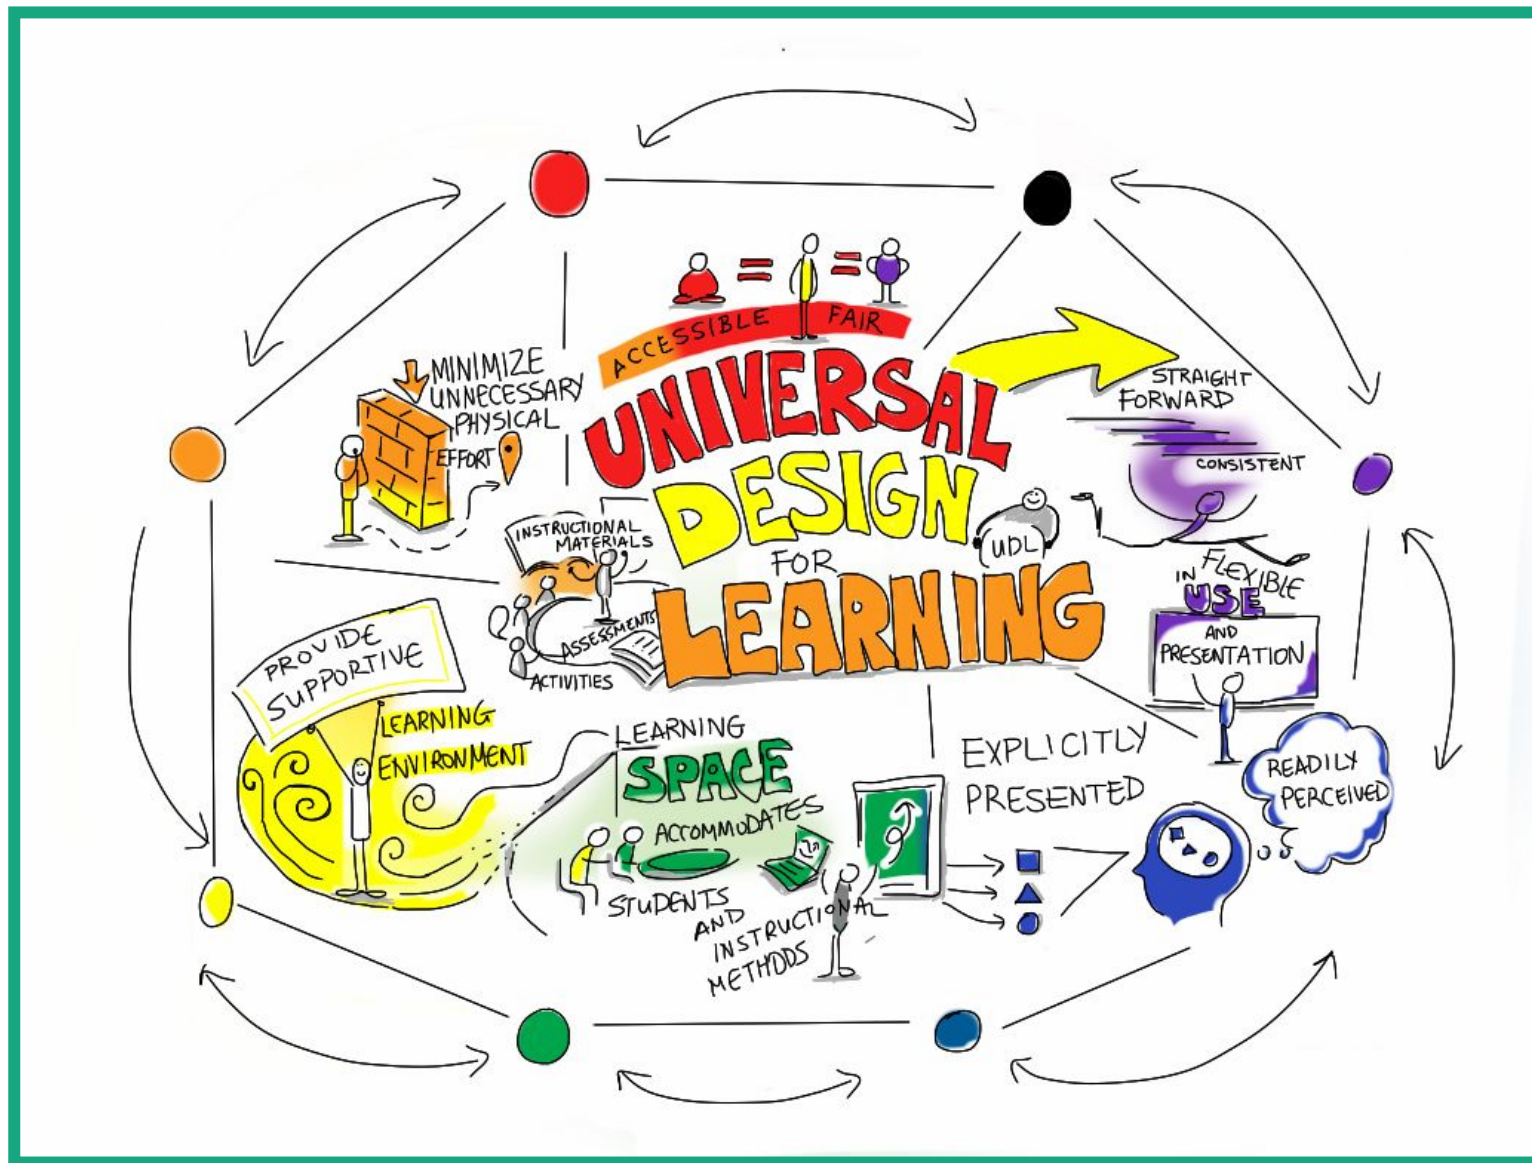 ACCESSIBLE FAIR
UNIVERSAL
DESIGN
FOR
LEARNING
UDL
MINIMIZE
UNNECESSARY
PHYSICAL
EFFORT
INSTRUCTIONAL
MATERIALS
ASSESSMENTS
ACTIVITIES
STRAIGHT
FORWARD
CONSISTENT
FLEXIBLE
IN USE
AND
PRESENTATION
PROVIDE
SUPPORTIVE
LEARNING
ENVIRONMENT
LEARNING
SPACE
ACCOMMODATES
STUDENTS
AND
INSTRUCTIONAL
METHODS
EXPLICITLY
PRESENTED
READILY
PERCEIVED